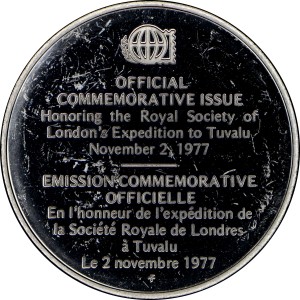 OFFICIAL
COMMEMORATIVE ISSUE
Honoring the Royal Society of
London's Expedition to Tuvalu
November 2, 1977
EMISSION COMMEMORATIVE
OFFICIELLE
En l'honneur de l'expédition de
la Société Royale de Londres
à Tuvalu
Le 2 novembre 1977